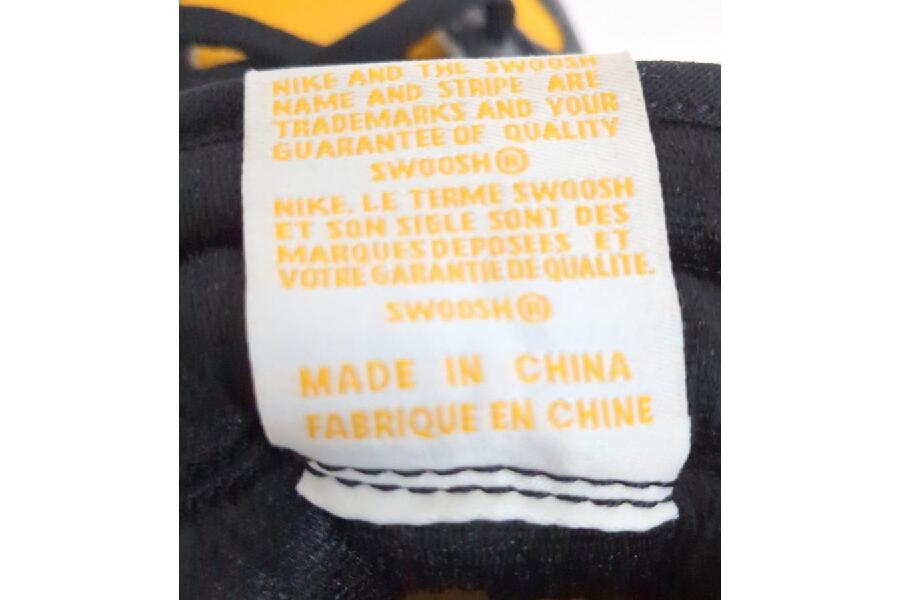 NIKE AND THE SWOOSH
NAME AND STRIPE ARE
TRADEMARKS AND YOUR
GUARANTEE OF QUALITY
SWOOSH®
NIKE, LE TERME SWOOSH
ET SON SIGLE SONT DES
MARQUES DEPOSEES ET
VOTRE GARANTIE DE QUALITE.
SWOOSH®
MADE IN CHINA
FABRIQUE EN CHINE